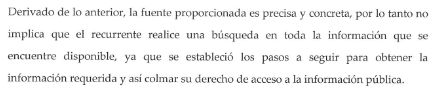 Derivado de lo anterior, la fuente proporcionada es precisa y concreta, por lo tanto no
implica que el recurrente realice una búsqueda en toda la información que se
encuentre disponible, ya que se estableció los pasos a seguir para obtener la
información requerida y así colmar su derecho de acceso a la información pública.